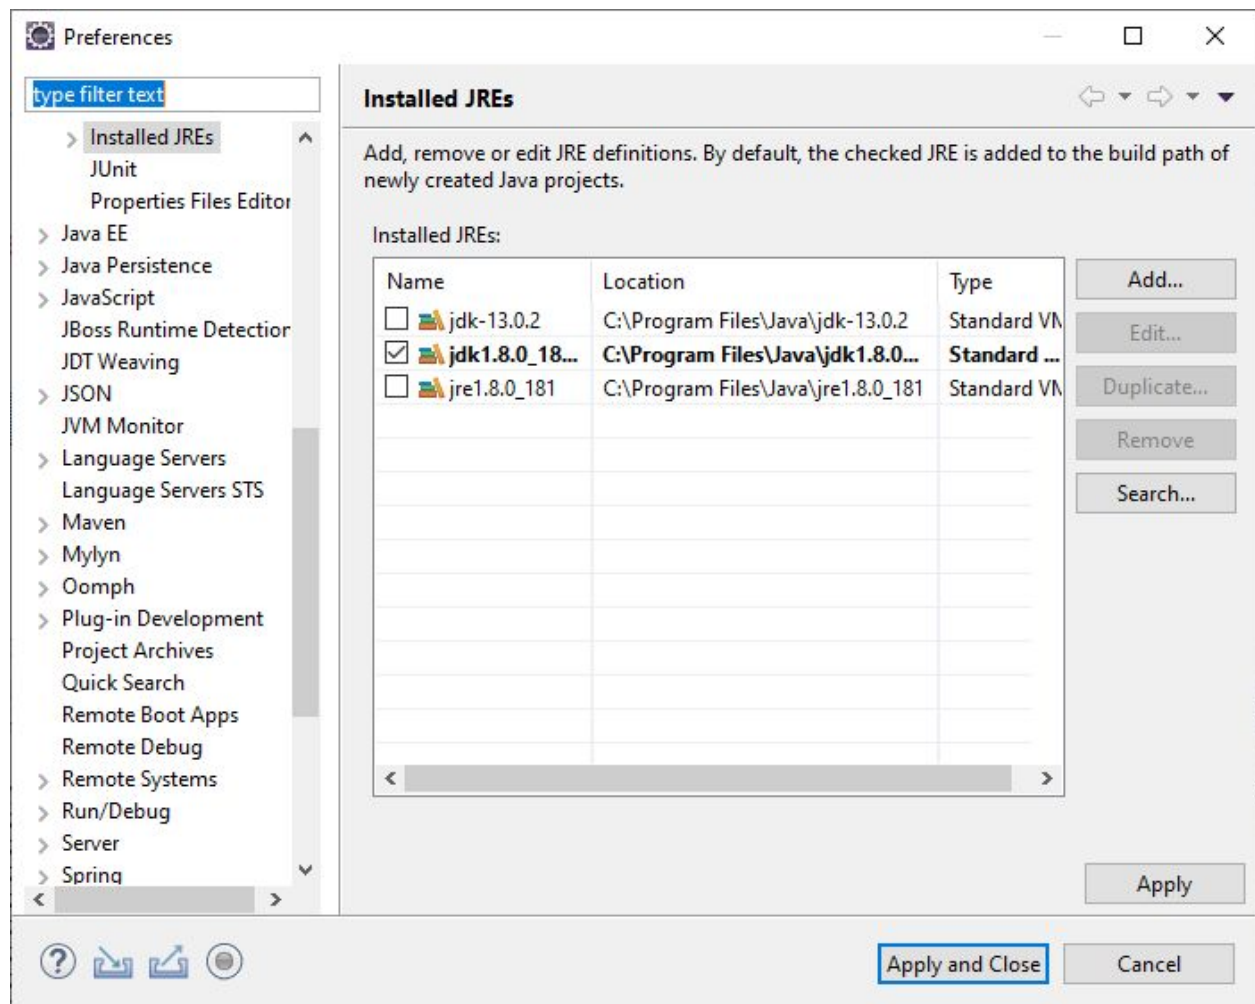 Preferences
type filter text
Installed JREs
JUnit
Properties Files Editor
Java EE
Java Persistence
JavaScript
JBoss Runtime Detection
JDT Weaving
JSON
JVM Monitor
Language Servers
Language Servers STS
Maven
Mylyn
Oomph
Plug-in Development
Project Archives
Quick Search
Remote Boot Apps
Remote Debug
Remote Systems
Run/Debug
Server
Spring
Installed JREs
Add, remove or edit JRE definitions. By default, the checked JRE is added to the build path of
newly created Java projects.
Installed JREs:
Name Location Type
jdk-13.0.2 C:\Program Files\Java\jdk-13.0.2 Standard VM
jdk1.8.0_18... C:\Program Files\Java\jdk1.8.0... Standard ...
jre1.8.0_181 C:\Program Files\Java\jre1.8.0_181 Standard VM
Add...
Edit...
Duplicate...
Remove
Search...
Apply
Apply and Close
Cancel